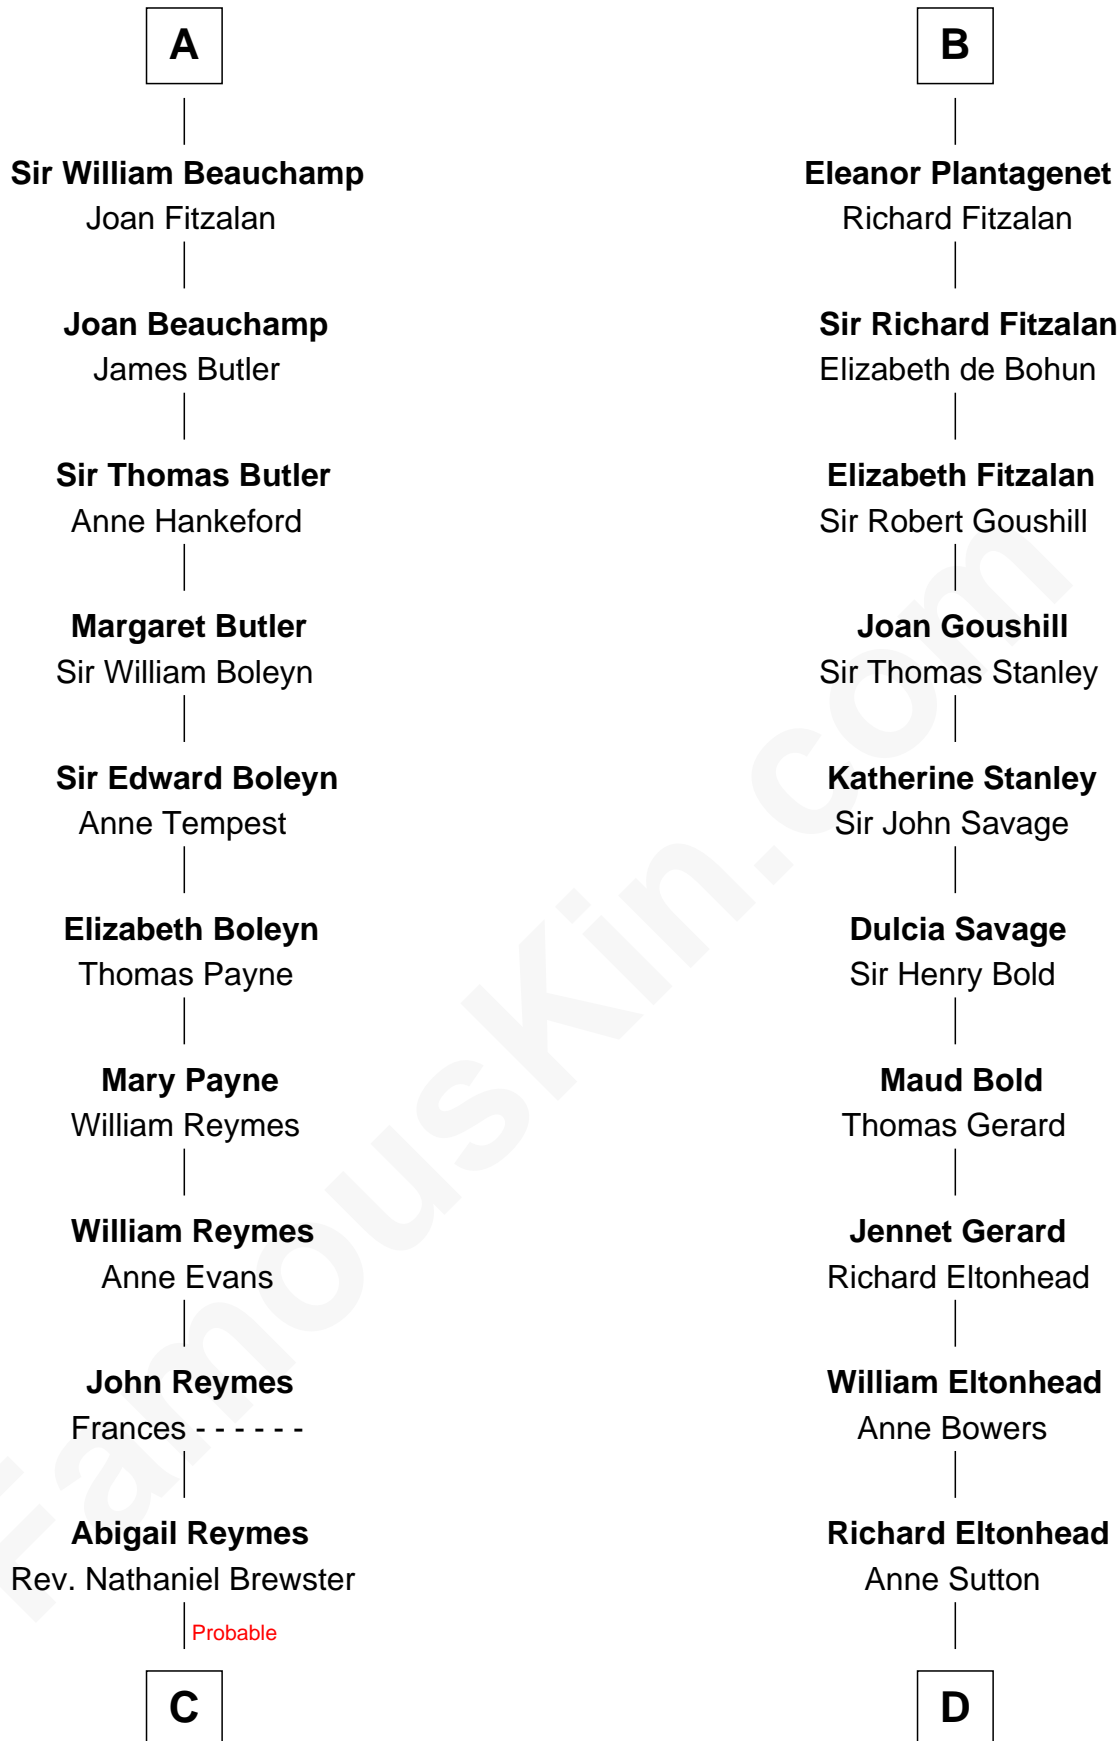 A
Sir William Beauchamp
Joan Fitzalan
Joan Beauchamp
James Butler
Sir Thomas Butler
Anne Hankeford
Margaret Butler
Sir William Boleyn
Sir Edward Boleyn
Anne Tempest
Elizabeth Boleyn
Thomas Payne
Mary Payne
William Reymes
William Reymes
Anne Evans
John Reymes
Frances - - - - - -
Abigail Reymes
Rev. Nathaniel Brewster
Probable
C
B
Eleanor Plantagenet
Richard Fitzalan
Sir Richard Fitzalan
Elizabeth de Bohun
Elizabeth Fitzalan
Sir Robert Goushill
Joan Goushill
Sir Thomas Stanley
Katherine Stanley
Sir John Savage
Dulcia Savage
Sir Henry Bold
Maud Bold
Thomas Gerard
Jennet Gerard
Richard Eltonhead
William Eltonhead
Anne Bowers
Richard Eltonhead
Anne Sutton
D
FamousKin.com